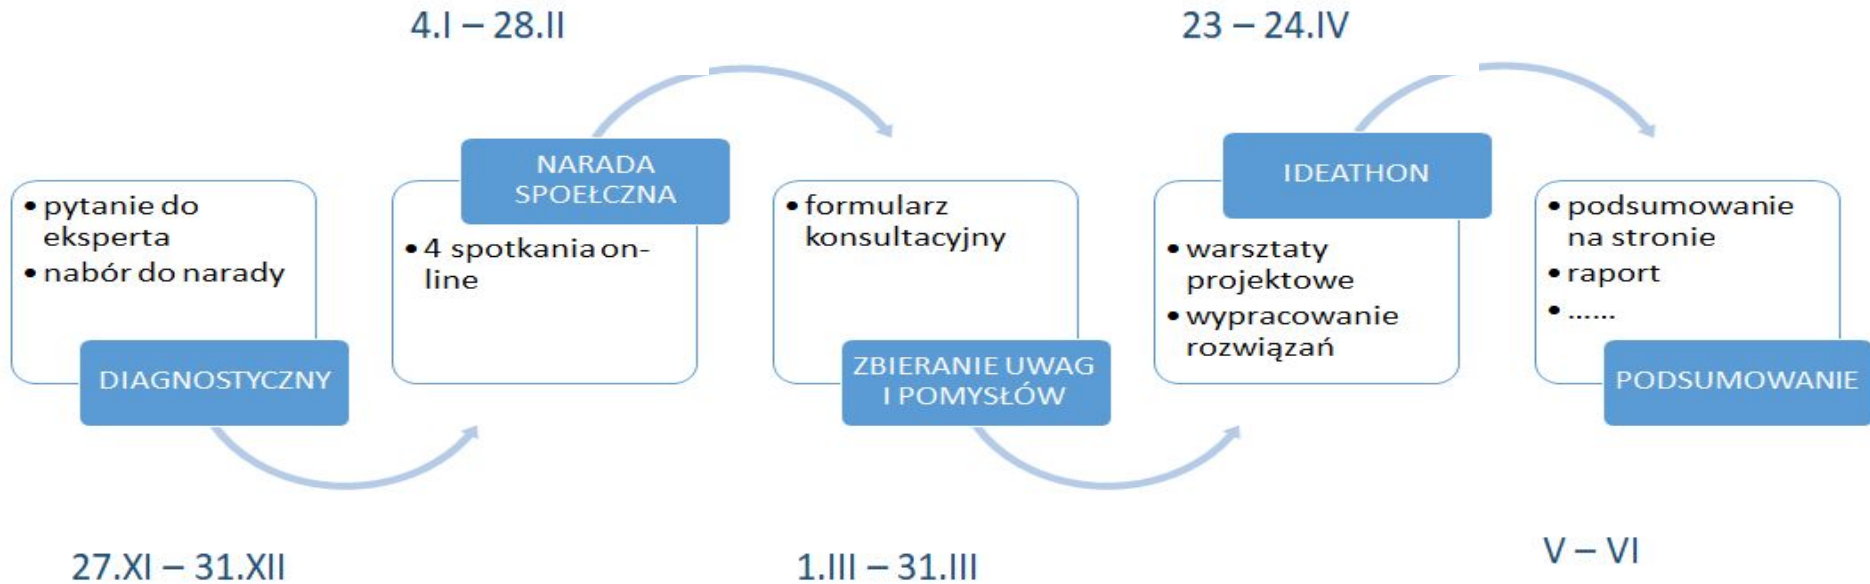 4.I – 28.II
23 – 24.IV
• pytanie do
eksperta
• nabór do narady
DIAGNOSTYCZNY
NARADA
SPOEŁCZNA
• 4 spotkania on-
line
• formularz
konsultacyjny
ZBIERANIE UWAG
I POMYSŁÓW
IDEATHON
• warsztaty
projektowe
• wypracowanie
rozwiązań
• podsumowanie
na stronie
• raport
• ......
PODSUMOWANIE
27.XI – 31.XII
1.III – 31.III
V – VI